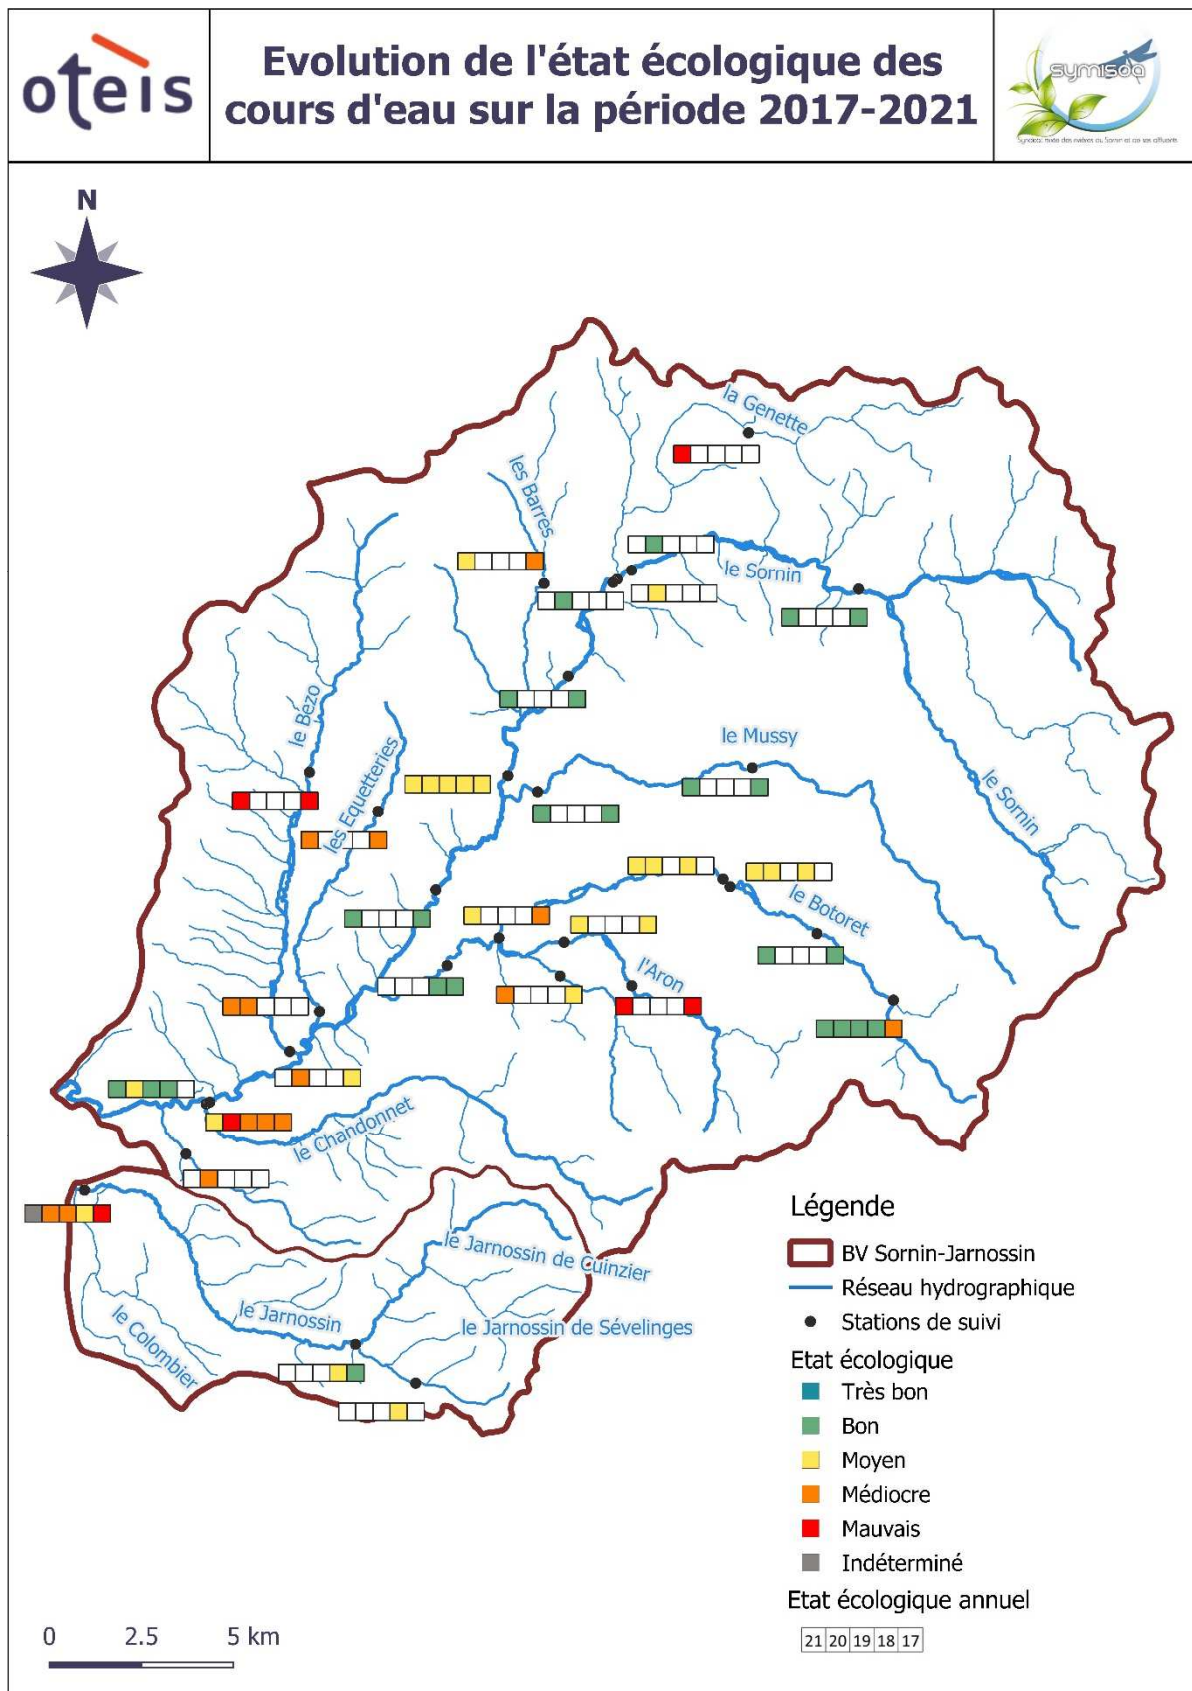 oteis
Evolution de l'état écologique des
cours d'eau sur la période 2017-2021
symisoa
N
la Genette
les Barres
le Sornin
le Bézo
les Equetteries
le Mussy
le Sornin
le Botoret
l'Aron
le Chandonnet
le Jarnossin de Cuinzier
le Jarnossin
le Jarnossin de Sévelinges
le Colombier
Légende
BV Sornin-Jarnossin
Réseau hydrographique
Stations de suivi
Etat écologique
Très bon
Bon
Moyen
Médiocre
Mauvais
Indéterminé
Etat écologique annuel
21 20 19 18 17
0 2.5 5 km